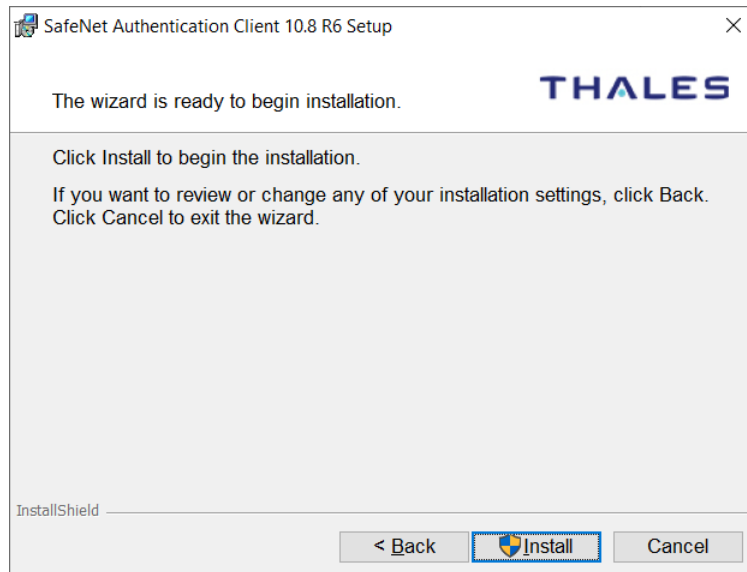 SafeNet Authentication Client 10.8 R6 Setup
THALES
The wizard is ready to begin installation.
Click Install to begin the installation.
If you want to review or change any of your installation settings, click Back.
Click Cancel to exit the wizard.
InstallShield
< Back
Install
Cancel